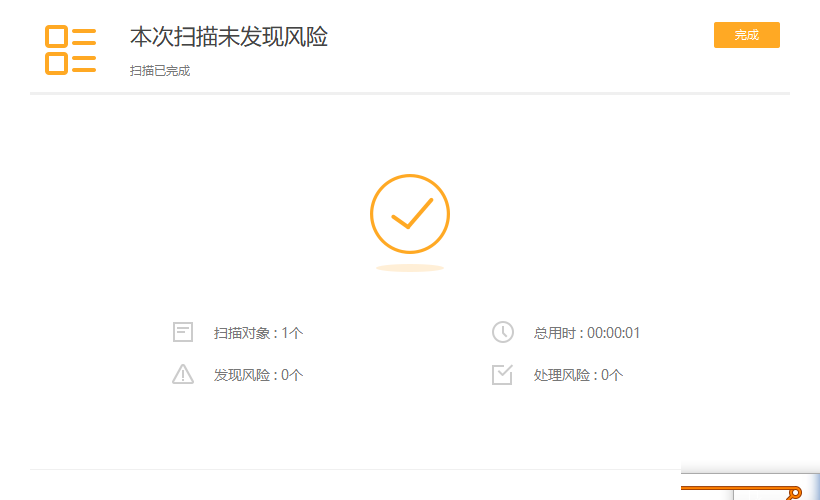 本次扫描未发现风险
完成
扫描已完成
扫描对象 : 1个
总用时 : 00:00:01
发现风险 : 0个
处理风险 : 0个